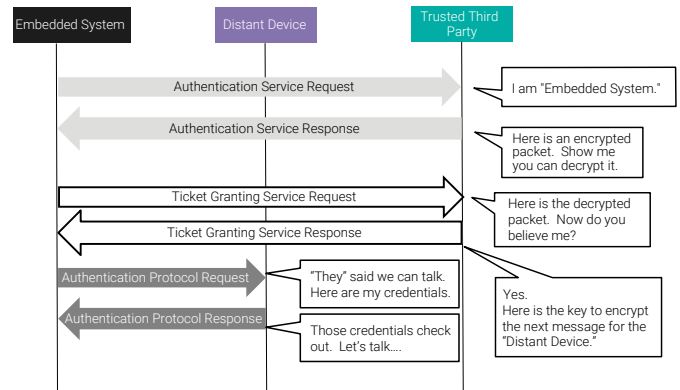 Embedded System
Distant Device
Trusted Third
Party
Authentication Service Request
I am "Embedded System."
Authentication Service Response
Here is an encrypted
packet. Show me
you can decrypt it.
Ticket Granting Service Request
Here is the decrypted
packet. Now do you
believe me?
Ticket Granting Service Response
Authentication Protocol Request
“They” said we can talk.
Here are my credentials.
Yes.
Here is the key to encrypt
the next message for the
“Distant Device.”
Authentication Protocol Response
Those credentials check
out. Let’s talk....